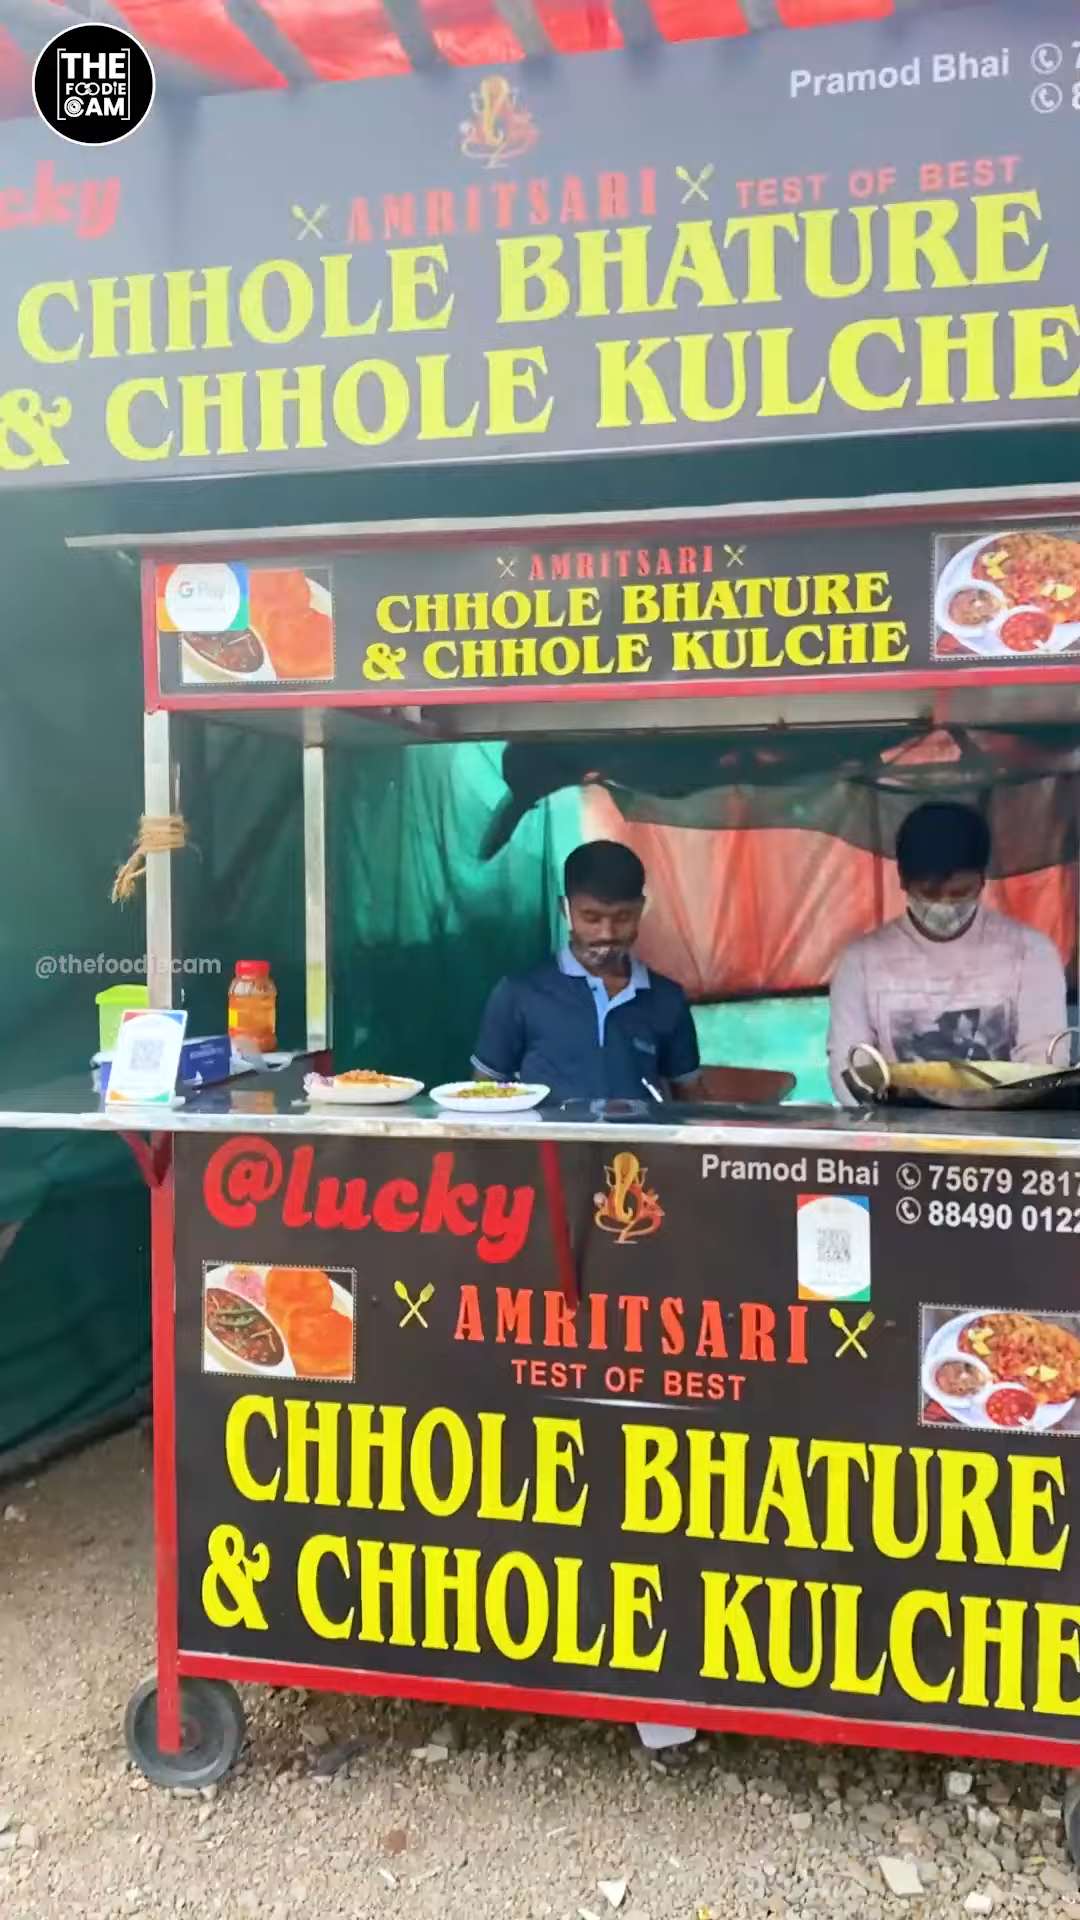 THE
FOODiE
CAM
Pramod Bhai
AMRITSARI
TEST OF BEST
CHHOLE BHATURE
& CHHOLE KULCHE
G Pay
AMRITSARI
CHHOLE BHATURE
& CHHOLE KULCHE
@thefoodiecam
@lucky
Pramod Bhai 75679 2817
88490 0122
AMRITSARI
TEST OF BEST
CHHOLE BHATURE
& CHHOLE KULCHE